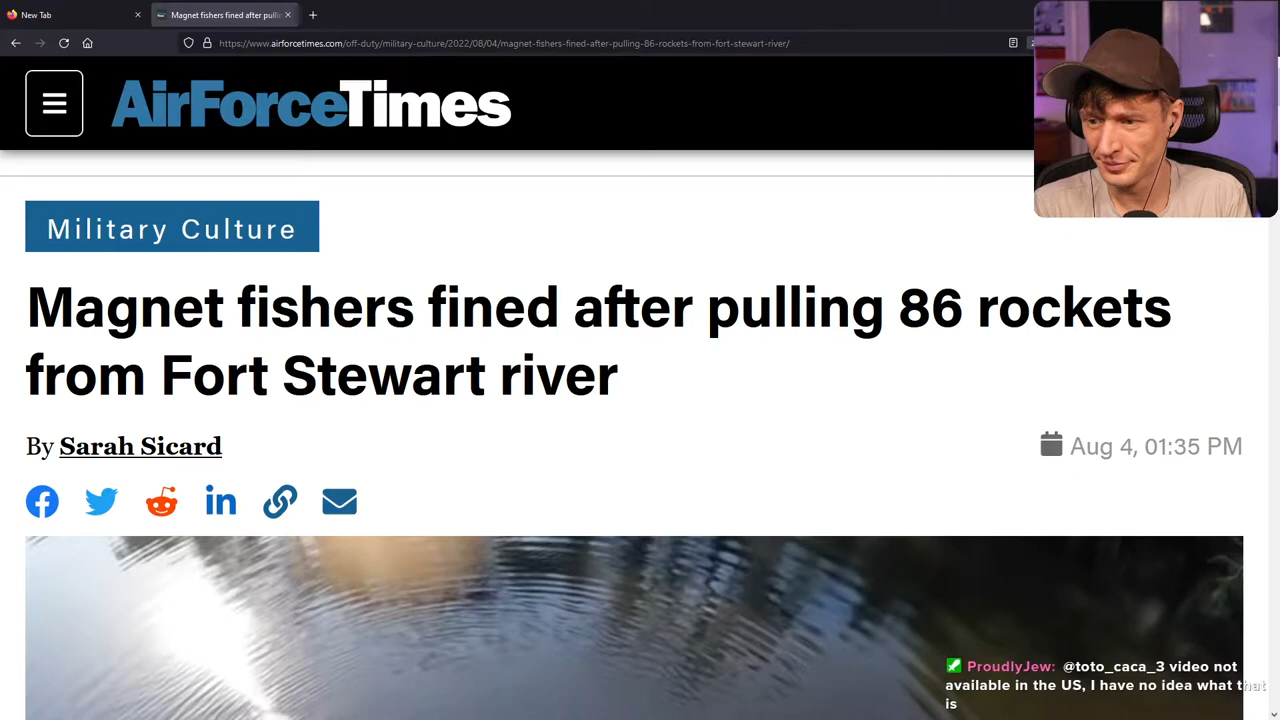 New Tab
Magnet fishers fined after pulli
https://www.airforcetimes.com/off-duty/military-culture/2022/08/04/magnet-fishers-fined-after-pulling-86-rockets-from-fort-stewart-river/
AirForceTimes
Military Culture
Magnet fishers fined after pulling 86 rockets
from Fort Stewart river
By Sarah Sicard
Aug 4, 01:35 PM
ProudlyJew: @toto_caca_3 video not
available in the US, I have no idea what that
is